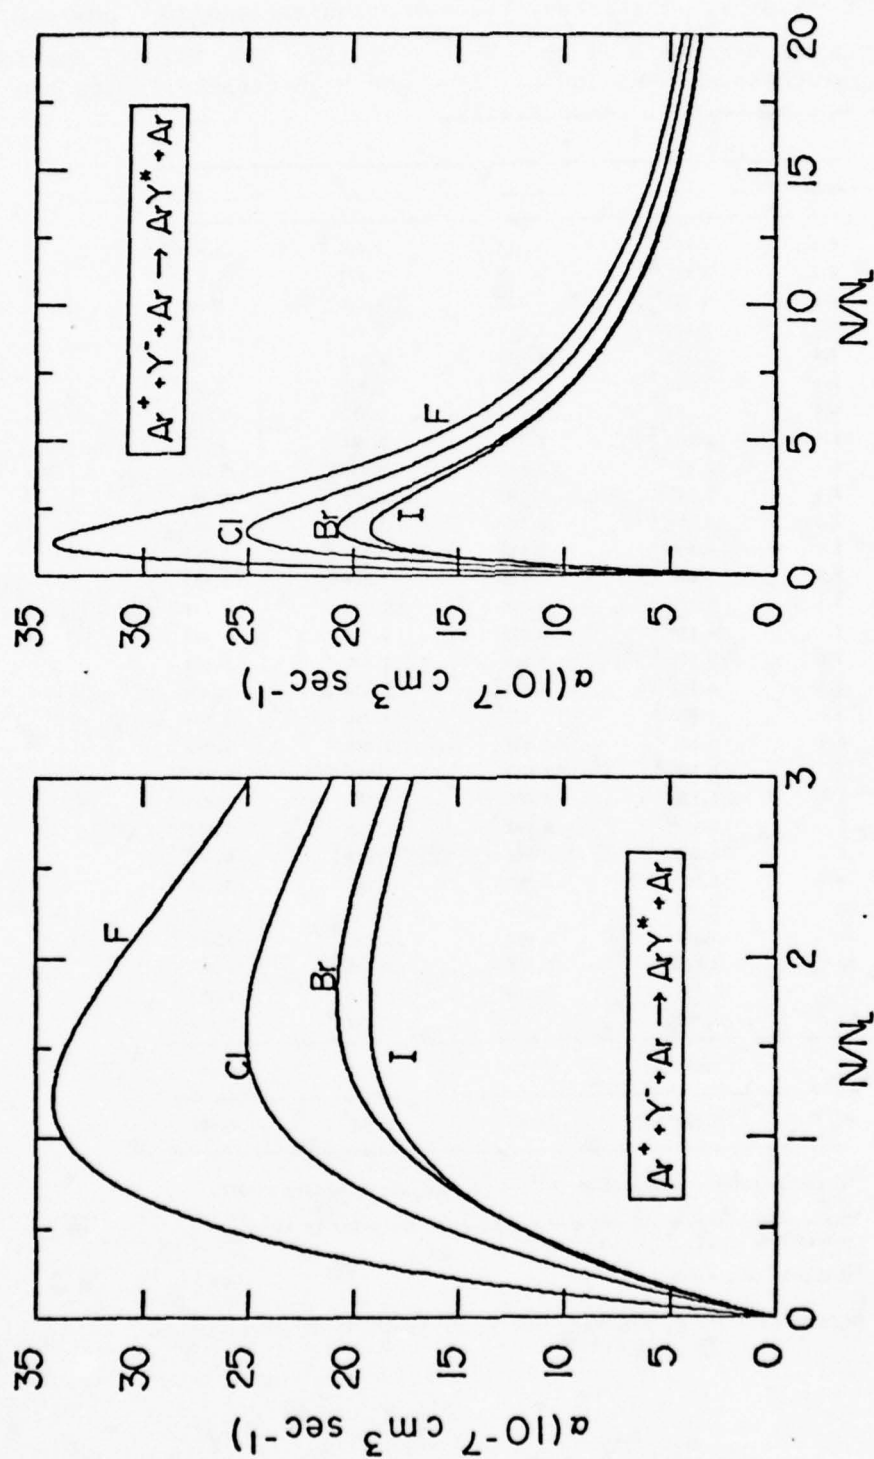 α(10⁻⁷ cm³ sec⁻¹)
35
30
25
20
15
10
5
0
F
Cl
Br
I
Ar⁺ + Y⁻ + Ar → ArY* + Ar
0
1
2
3
N/N_L
α(10⁻⁷ cm³ sec⁻¹)
35
30
25
20
15
10
5
0
F
Cl
Br
I
Ar⁺ + Y⁻ + Ar → ArY* + Ar
0
5
10
15
20
N/N_L